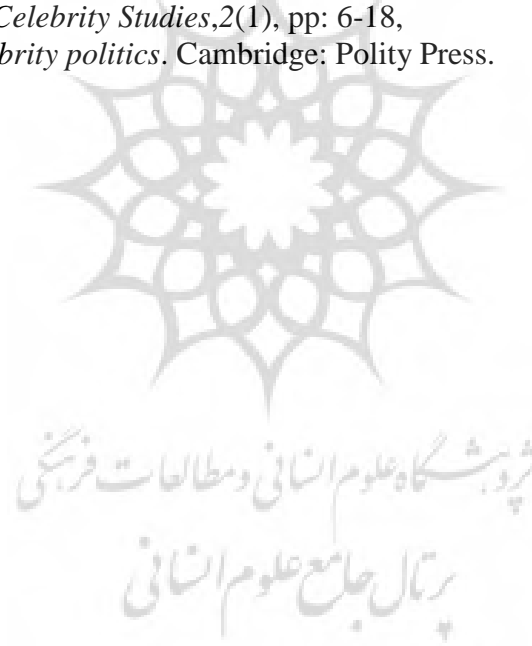 Celebrity Studies,2(1), pp: 6-18,
brity politics. Cambridge: Polity Press.
پژوهشگاه علوم انسانی و مطالعات فرهنگی
پرتال جامع علوم انسانی